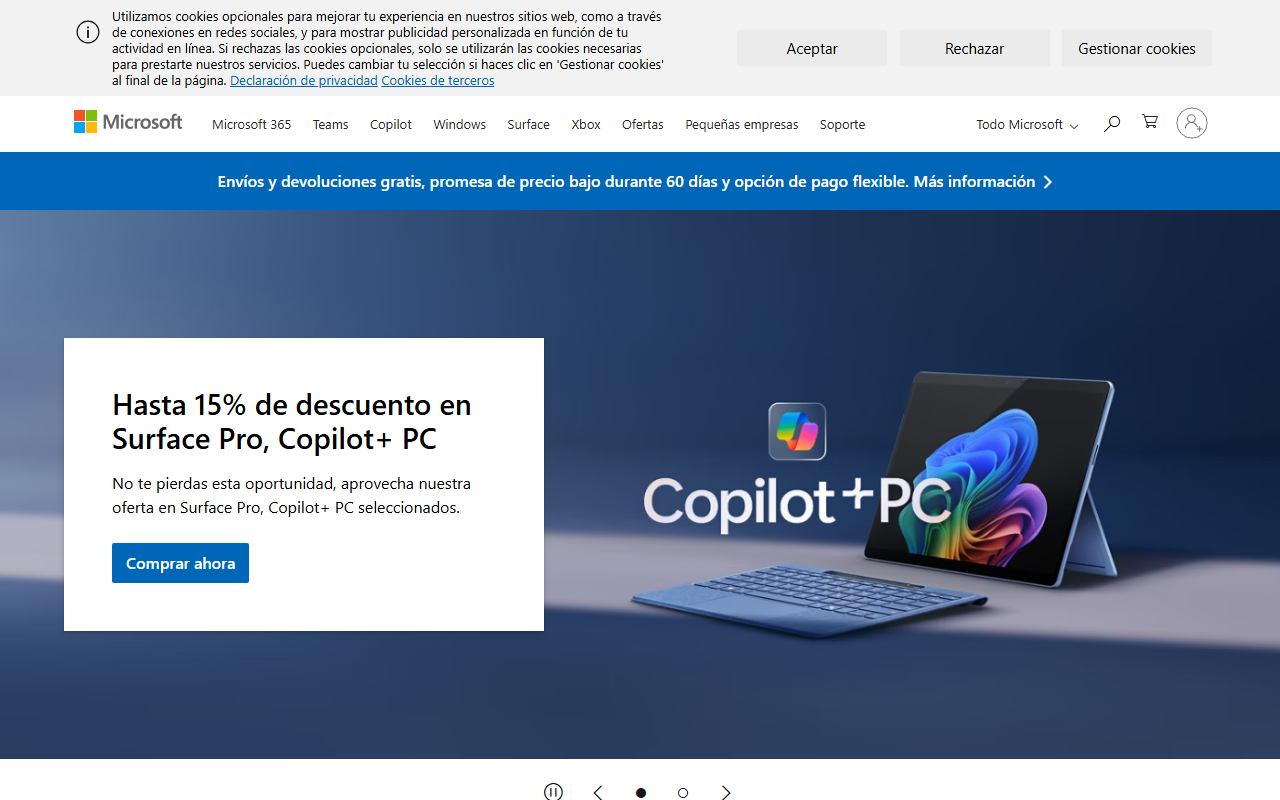 Utilizamos cookies opcionales para mejorar tu experiencia en nuestros sitios web, como a través
de conexiones en redes sociales, y para mostrar publicidad personalizada en función de tu
actividad en línea. Si rechazas las cookies opcionales, solo se utilizarán las cookies necesarias
para prestarte nuestros servicios. Puedes cambiar tu selección si haces clic en 'Gestionar cookies'
al final de la página. Declaración de privacidad Cookies de terceros
Aceptar
Rechazar
Gestionar cookies
Microsoft
Microsoft 365
Teams
Copilot
Windows
Surface
Xbox
Ofertas
Pequeñas empresas
Soporte
Todo Microsoft
Envíos y devoluciones gratis, promesa de precio bajo durante 60 días y opción de pago flexible. Más información
Hasta 15% de descuento en
Surface Pro, Copilot+ PC
No te pierdas esta oportunidad, aprovecha nuestra
oferta en Surface Pro, Copilot+ PC seleccionados.
Comprar ahora
Copilot+PC